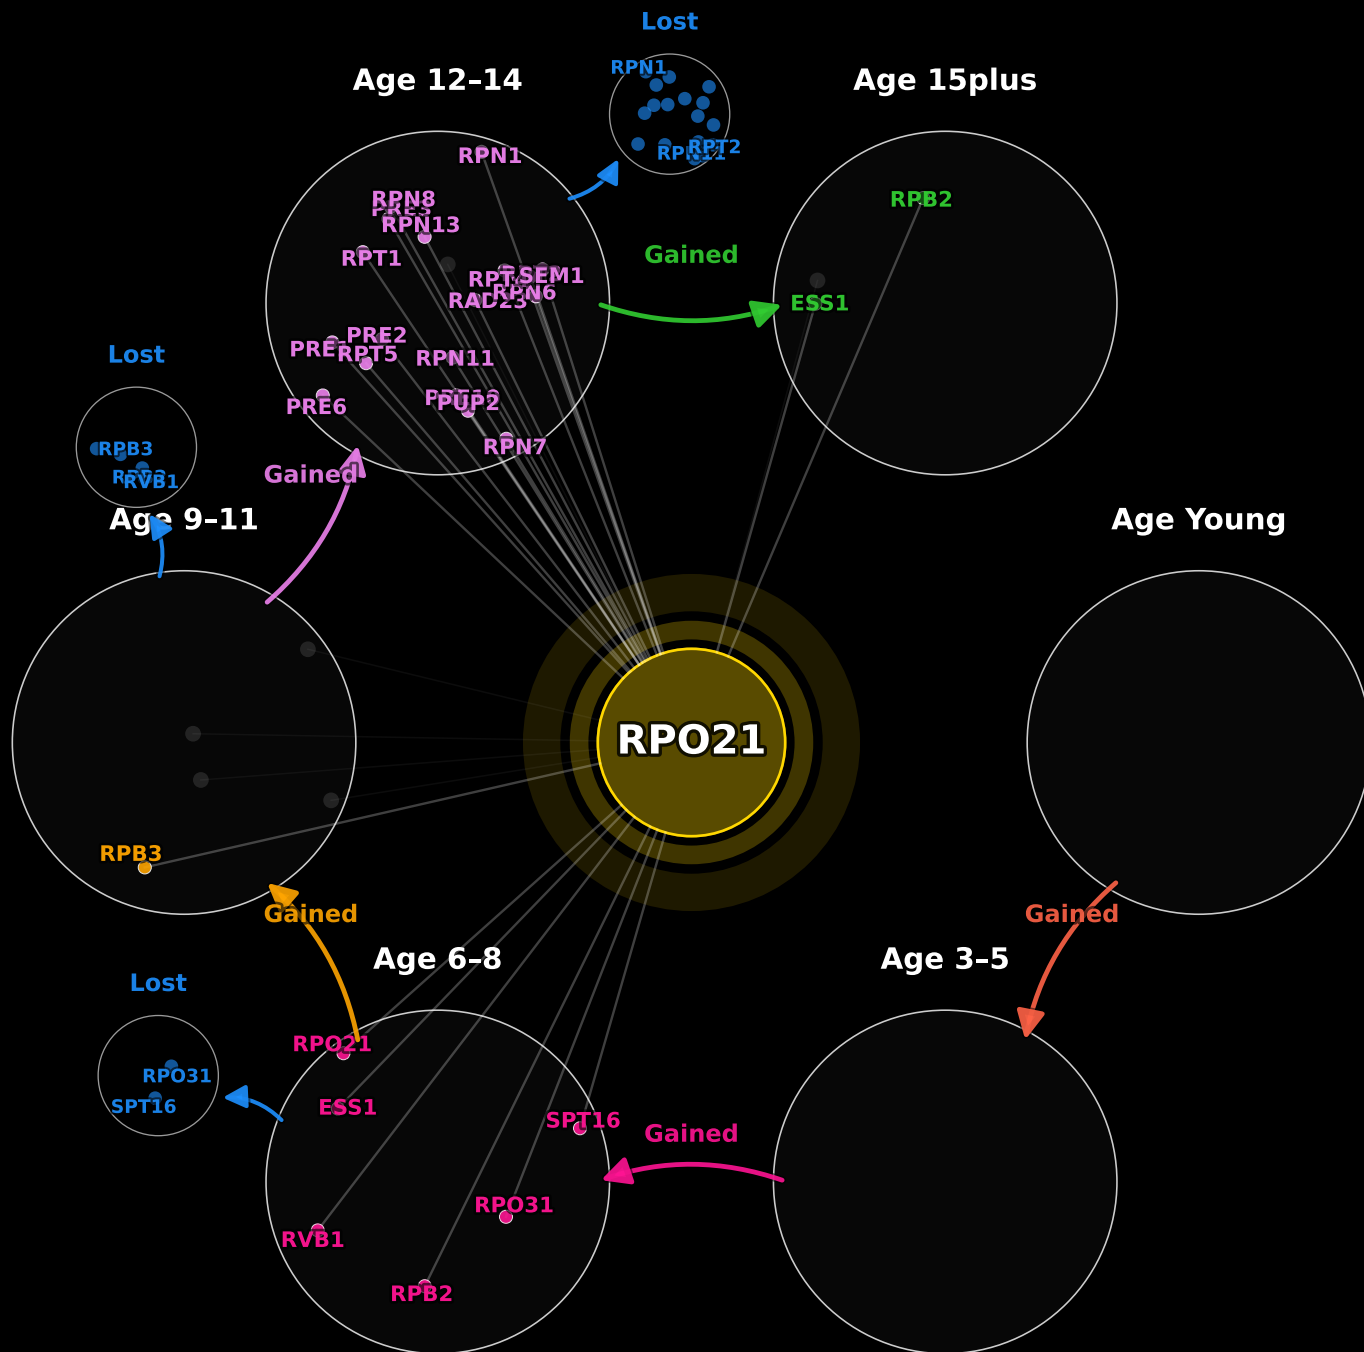 Lost
Age 12–14
RPN1
RPT2
RPN11
Age 15plus
RPN1
RPN8
PRE3
RPN13
RPT1
SEM1
RPN6
RAD23
PRE2
RPT5
RPN11
PUP2
PRE6
RPN7
Gained
RPB2
ESS1
Lost
RPB3
RVB1
Gained
Age 9–11
Age Young
RPO21
RPB3
Gained
Gained
Age 6–8
Age 3–5
Lost
RPO31
SPT16
RPO21
ESS1
SPT16
RPO31
RVB1
RPB2
Gained